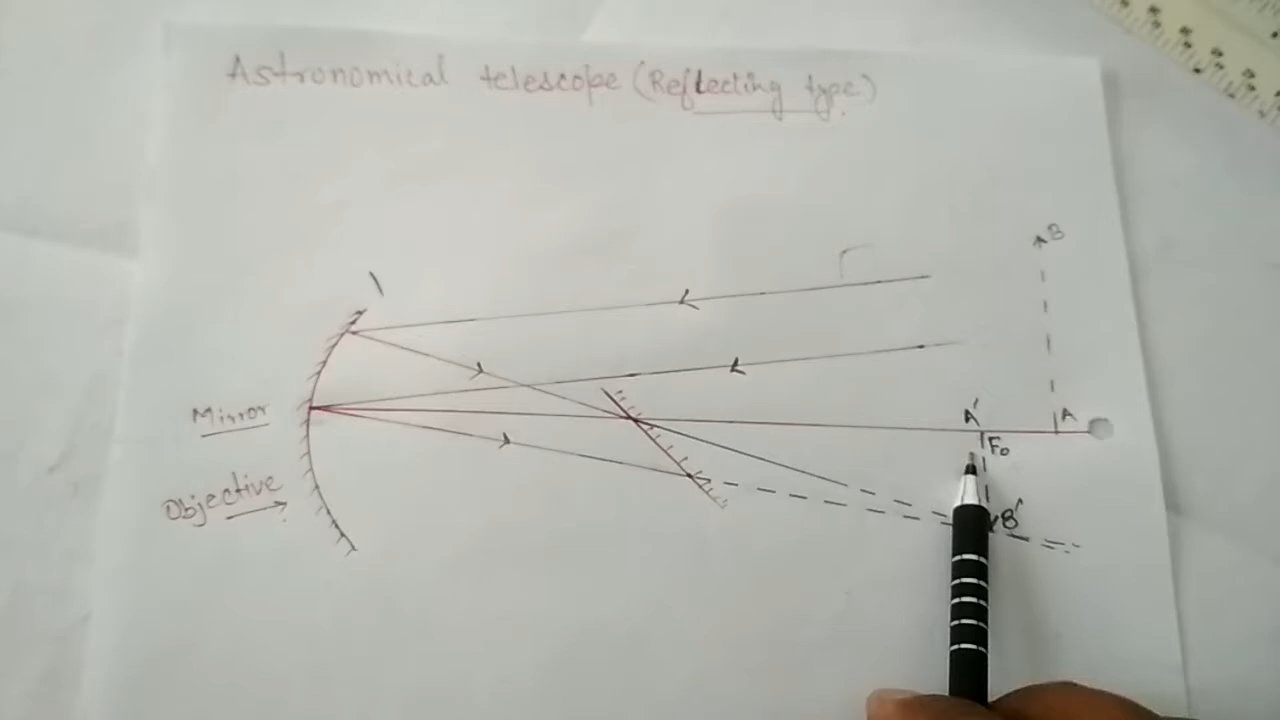 Astronomical telescope (Reflecting type)
B
Mirror
A'
A
F₀
Objective
B'